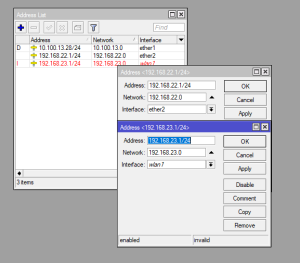 Address List
Find
Address Network Interface
D 10.100.13.28/24 10.100.13.0 ether1
192.168.22.1/24 192.168.22.0 ether2
I 192.168.23.1/24 192.168.23.0 wlan1
3 items
Address <192.168.22.1/24>
Address: 192.168.22.1/24 OK
Network: 192.168.22.0 Cancel
Interface: ether2 Apply
Address <192.168.23.1/24>
Address: 192.168.23.1/24 OK
Network: 192.168.23.0 Cancel
Interface: wlan1 Apply
Disable
Comment
Copy
Remove
enabled invalid